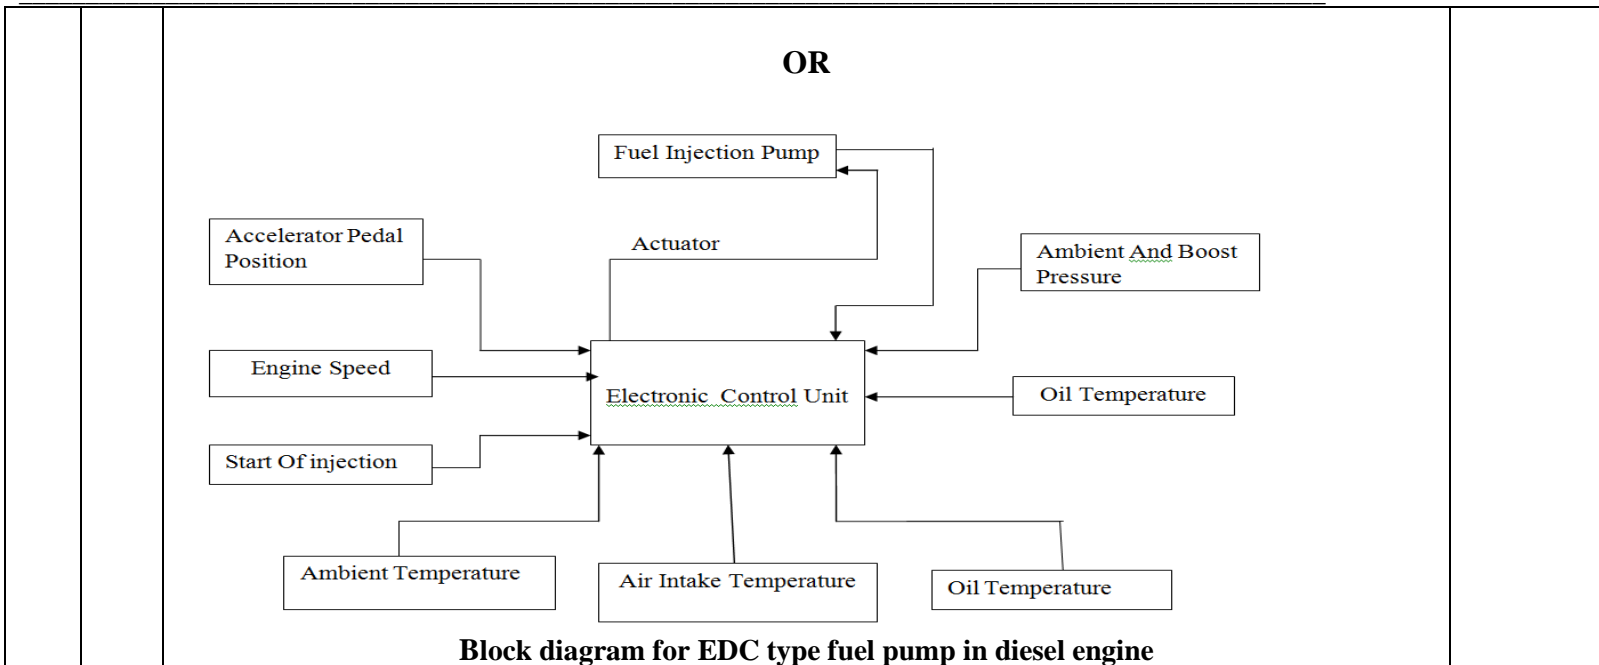 OR
Fuel Injection Pump
Accelerator Pedal
Position
Actuator
Ambient And Boost
Pressure
Engine Speed
Electronic Control Unit
Oil Temperature
Start Of injection
Ambient Temperature
Air Intake Temperature
Oil Temperature
Block diagram for EDC type fuel pump in diesel engine